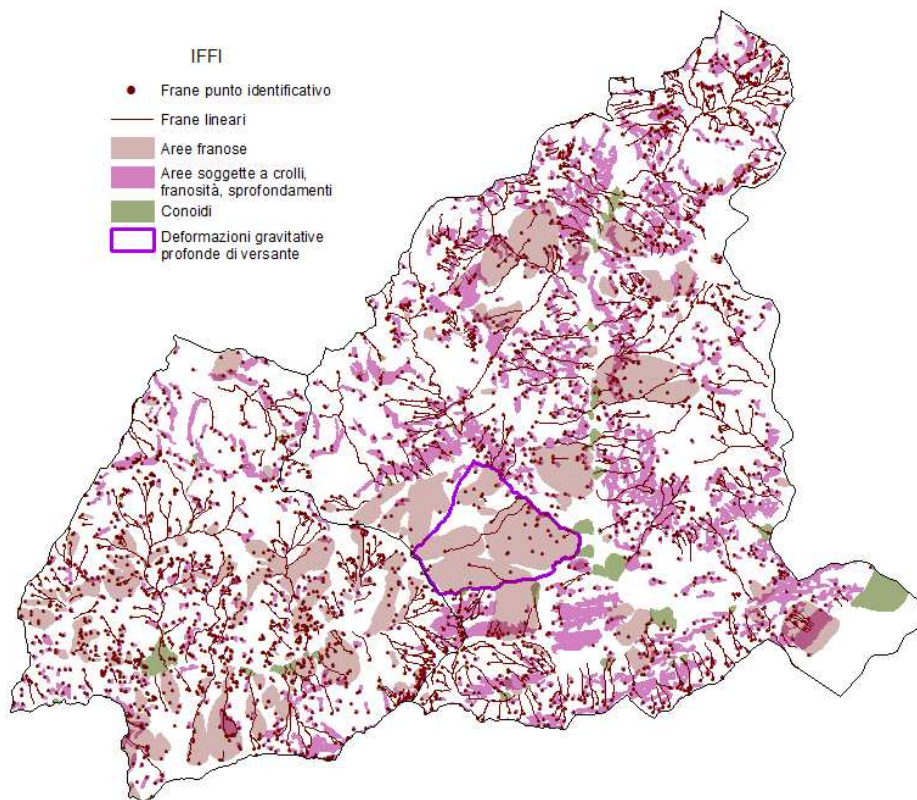 IFFI
Frane punto identificativo
Frane lineari
Aree franose
Aree soggette a crolli,
franosità, sprofondamenti
Conoidi
Deformazioni gravitative
profonde di versante